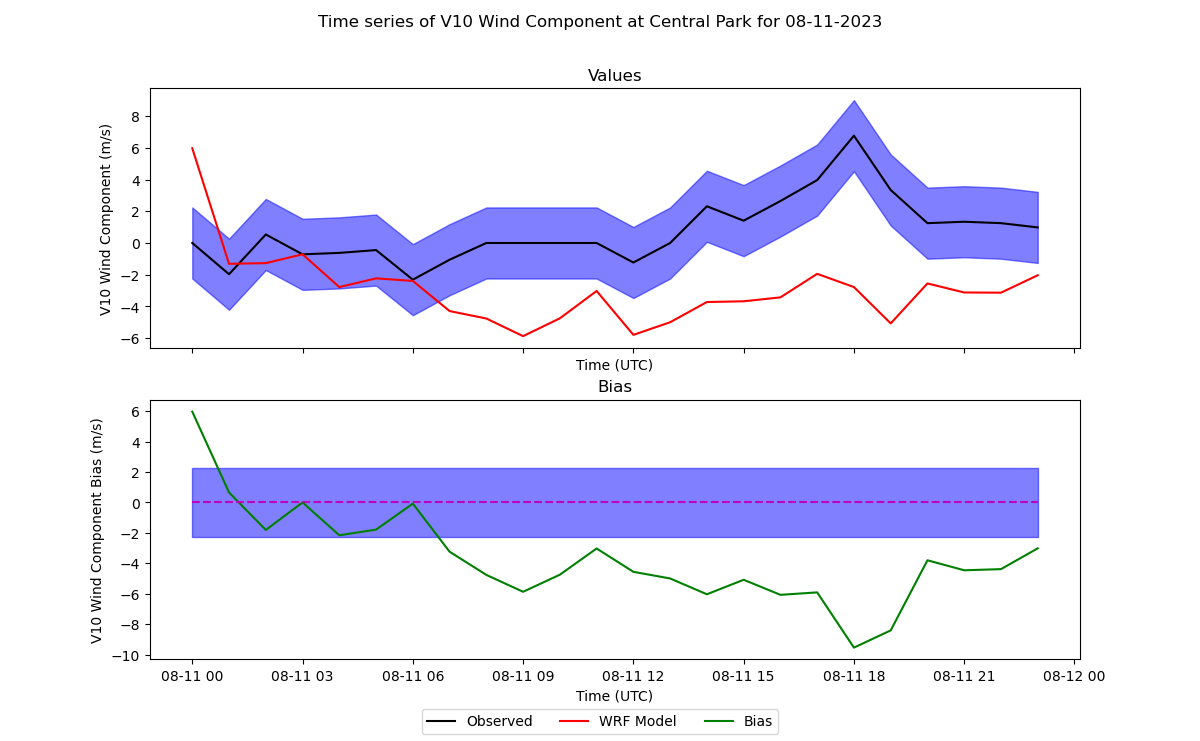 Time series of V10 Wind Component at Central Park for 08-11-2023
Values
V10 Wind Component (m/s)
8
6
4
2
0
−2
−4
−6
Time (UTC)
Bias
V10 Wind Component Bias (m/s)
6
4
2
0
−2
−4
−6
−8
−10
08-11 00 08-11 03 08-11 06 08-11 09 08-11 12 08-11 15 08-11 18 08-11 21 08-12 00
Time (UTC)
Observed WRF Model Bias